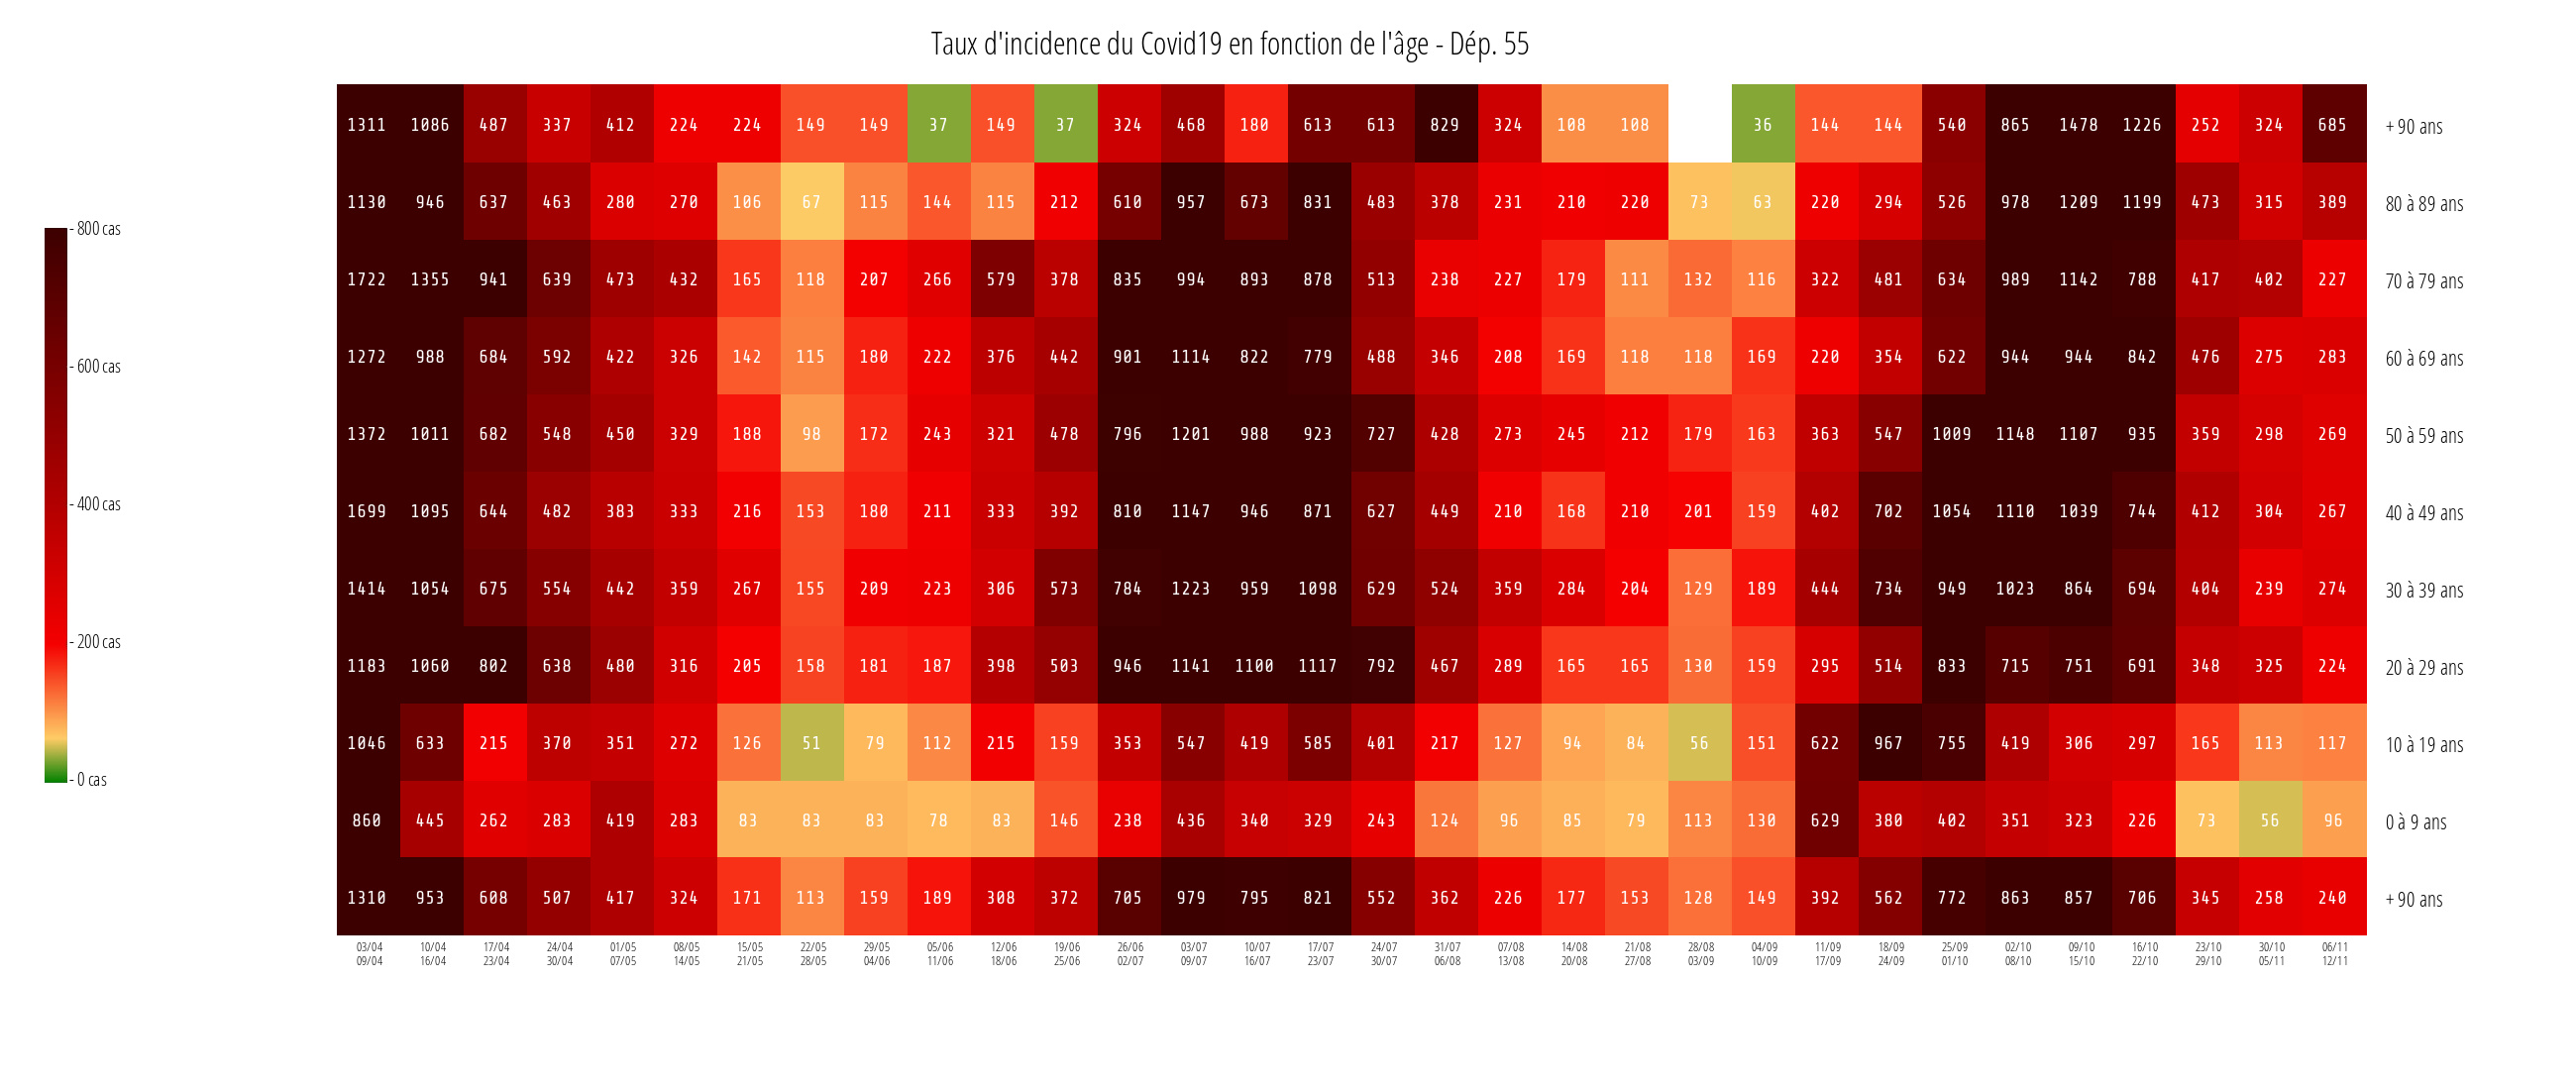 Taux d'incidence du Covid19 en fonction de l'âge - Dép. 55
1311 1086 487 337 412 224 224 149 149 37 149 37 324 468 180 613 613 829 324 108 108 36 144 144 540 865 1478 1226 252 324 685 + 90 ans
1130 946 637 463 280 270 106 67 115 144 115 212 610 957 673 831 483 378 231 210 220 73 63 220 294 526 978 1209 1199 473 315 389 80 à 89 ans
- 800 cas
1722 1355 941 639 473 432 165 118 207 266 579 378 835 994 893 878 513 238 227 179 111 132 116 322 481 634 989 1142 788 417 402 227 70 à 79 ans
1272 988 684 592 422 326 142 115 180 222 376 442 901 1114 822 779 488 346 208 169 118 118 169 220 354 622 944 944 842 476 275 283 60 à 69 ans
- 600 cas
1372 1011 682 548 450 329 188 98 172 243 321 478 796 1201 988 923 727 428 273 245 212 179 163 363 547 1009 1148 1107 935 359 298 269 50 à 59 ans
- 400 cas
1699 1095 644 482 383 333 216 153 180 211 333 392 810 1147 946 871 627 449 210 168 210 201 159 402 702 1054 1110 1039 744 412 304 267 40 à 49 ans
1414 1054 675 554 442 359 267 155 209 223 306 573 784 1223 959 1098 629 524 359 284 204 129 189 444 734 949 1023 864 694 404 239 274 30 à 39 ans
- 200 cas
1183 1060 802 638 480 316 205 158 181 187 398 503 946 1141 1100 1117 792 467 289 165 165 130 159 295 514 833 715 751 691 348 325 224 20 à 29 ans
1046 633 215 370 351 272 126 51 79 112 215 159 353 547 419 585 401 217 127 94 84 56 151 622 967 755 419 306 297 165 113 117 10 à 19 ans
- 0 cas
860 445 262 283 419 283 83 83 83 78 83 146 238 436 340 329 243 124 96 85 79 113 130 629 380 402 351 323 226 73 56 96 0 à 9 ans
1310 953 608 507 417 324 171 113 159 189 308 372 705 979 795 821 552 362 226 177 153 128 149 392 562 772 863 857 706 345 258 240 + 90 ans
03/04 10/04 17/04 24/04 01/05 08/05 15/05 22/05 29/05 05/06 12/06 19/06 26/06 03/07 10/07 17/07 24/07 31/07 07/08 14/08 21/08 28/08 04/09 11/09 18/09 25/09 02/10 09/10 16/10 23/10 30/10 06/11
09/04 16/04 23/04 30/04 07/05 14/05 21/05 28/05 04/06 11/06 18/06 25/06 02/07 09/07 16/07 23/07 30/07 06/08 13/08 20/08 27/08 03/09 10/09 17/09 24/09 01/10 08/10 15/10 22/10 29/10 05/11 12/11